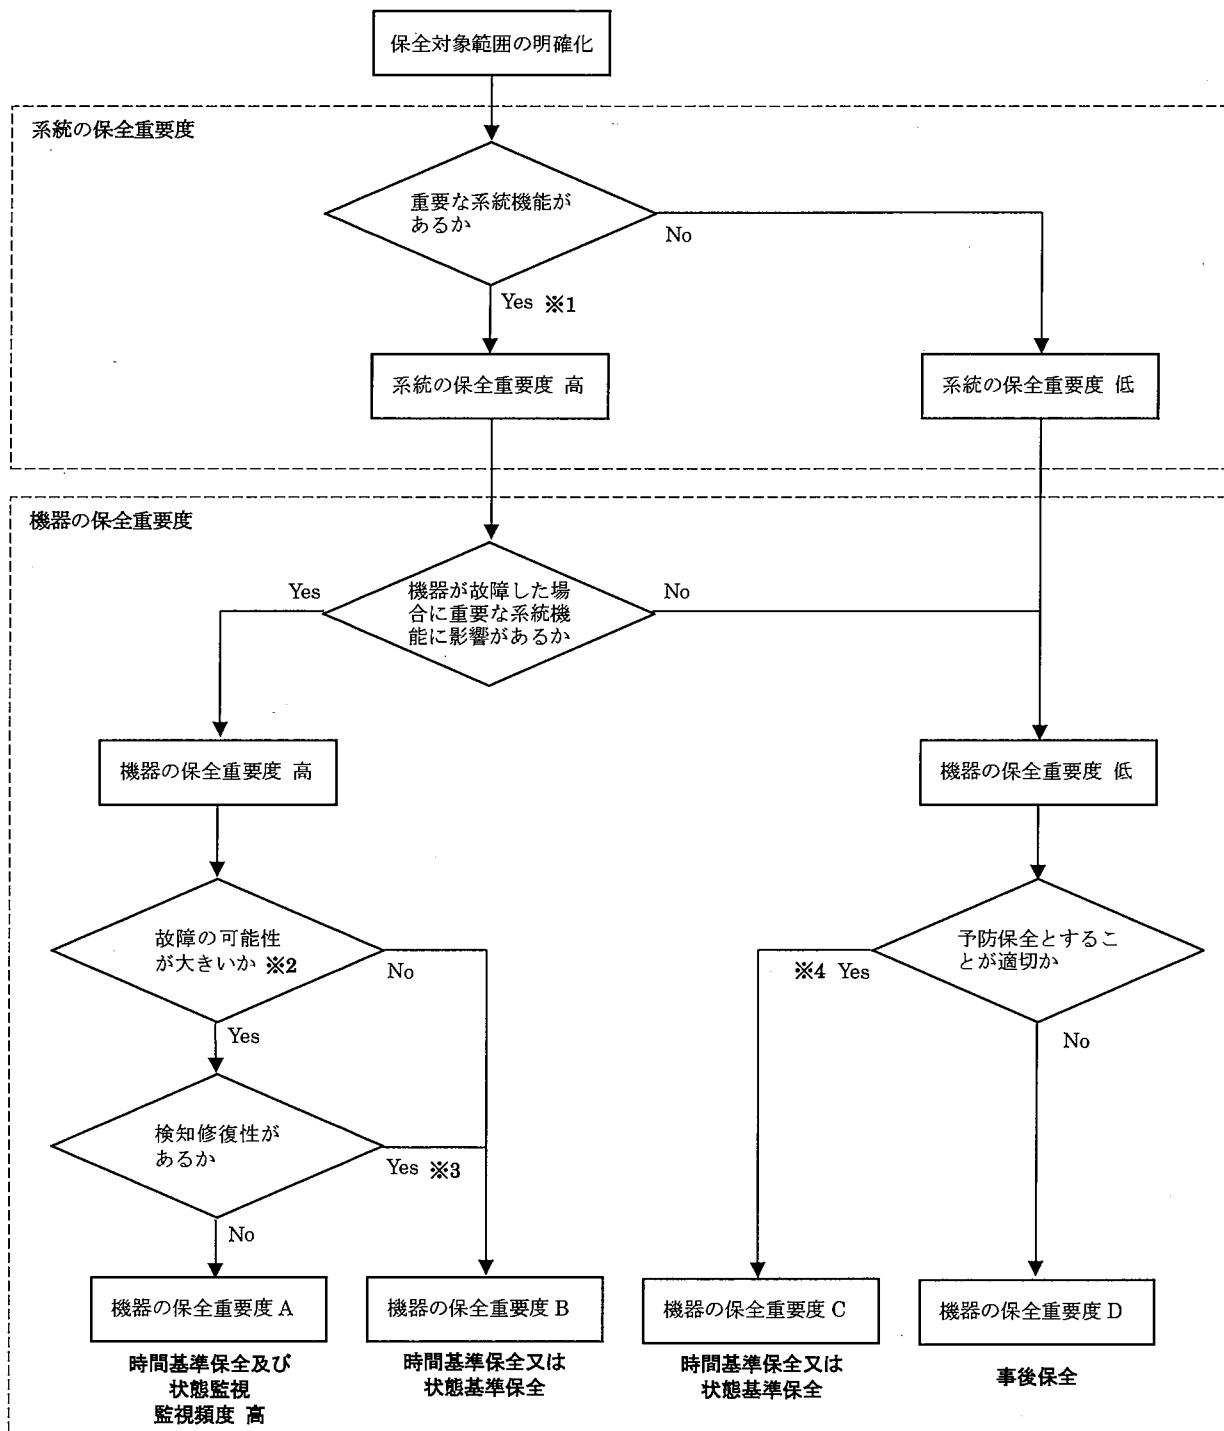 保全対象範囲の明確化
系統の保全重要度
重要な系統機能が
あるか
No
Yes ※1
系統の保全重要度 高
系統の保全重要度 低
機器の保全重要度
Yes
機器が故障した場
合に重要な系統機
能に影響があるか
No
機器の保全重要度 高
機器の保全重要度 低
故障の可能性
が大きいか ※2
No
Yes
予防保全とするこ
とが適切か
※4 Yes
No
検知修復性が
あるか
Yes ※3
No
機器の保全重要度 A
機器の保全重要度 B
機器の保全重要度 C
機器の保全重要度 D
時間基準保全及び
状態監視
監視頻度 高
時間基準保全又は
状態基準保全
時間基準保全又は
状態基準保全
事後保全